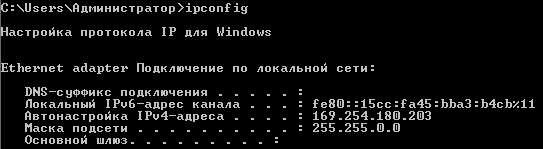 C:\Users\Администратор>ipconfig
Настройка протокола IP для Windows
Ethernet adapter Подключение по локальной сети:
DNS-суффикс подключения . . . . . :
Локальный IPv6-адрес канала . . . : fe80::15cc:fa45:bba3:b4cb%11
Автонастройка IPv4-адреса . . . . : 169.254.180.203
Маска подсети . . . . . . . . . . : 255.255.0.0
Основной шлюз. . . . . . . . . :